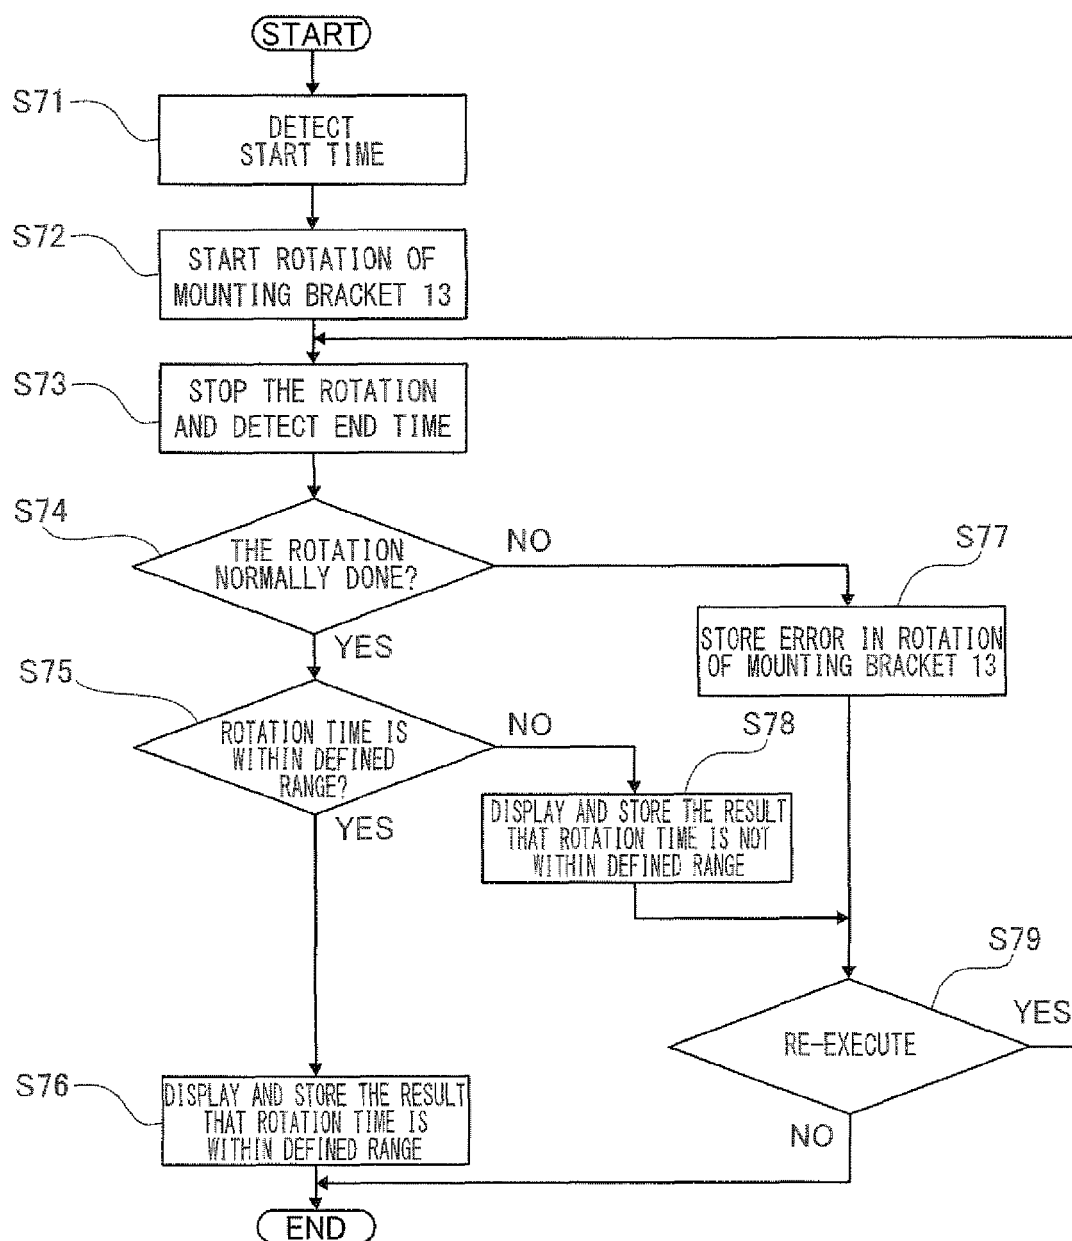 START
S71
DETECT
START TIME
S72
START ROTATION OF
MOUNTING BRACKET 13
S73
STOP THE ROTATION
AND DETECT END TIME
S74
THE ROTATION
NORMALLY DONE?
NO
YES
S77
STORE ERROR IN ROTATION
OF MOUNTING BRACKET 13
S75
ROTATION TIME IS
WITHIN DEFINED
RANGE?
NO
YES
S78
DISPLAY AND STORE THE RESULT
THAT ROTATION TIME IS NOT
WITHIN DEFINED RANGE
S79
RE-EXECUTE
YES
NO
S76
DISPLAY AND STORE THE RESULT
THAT ROTATION TIME IS
WITHIN DEFINED RANGE
END